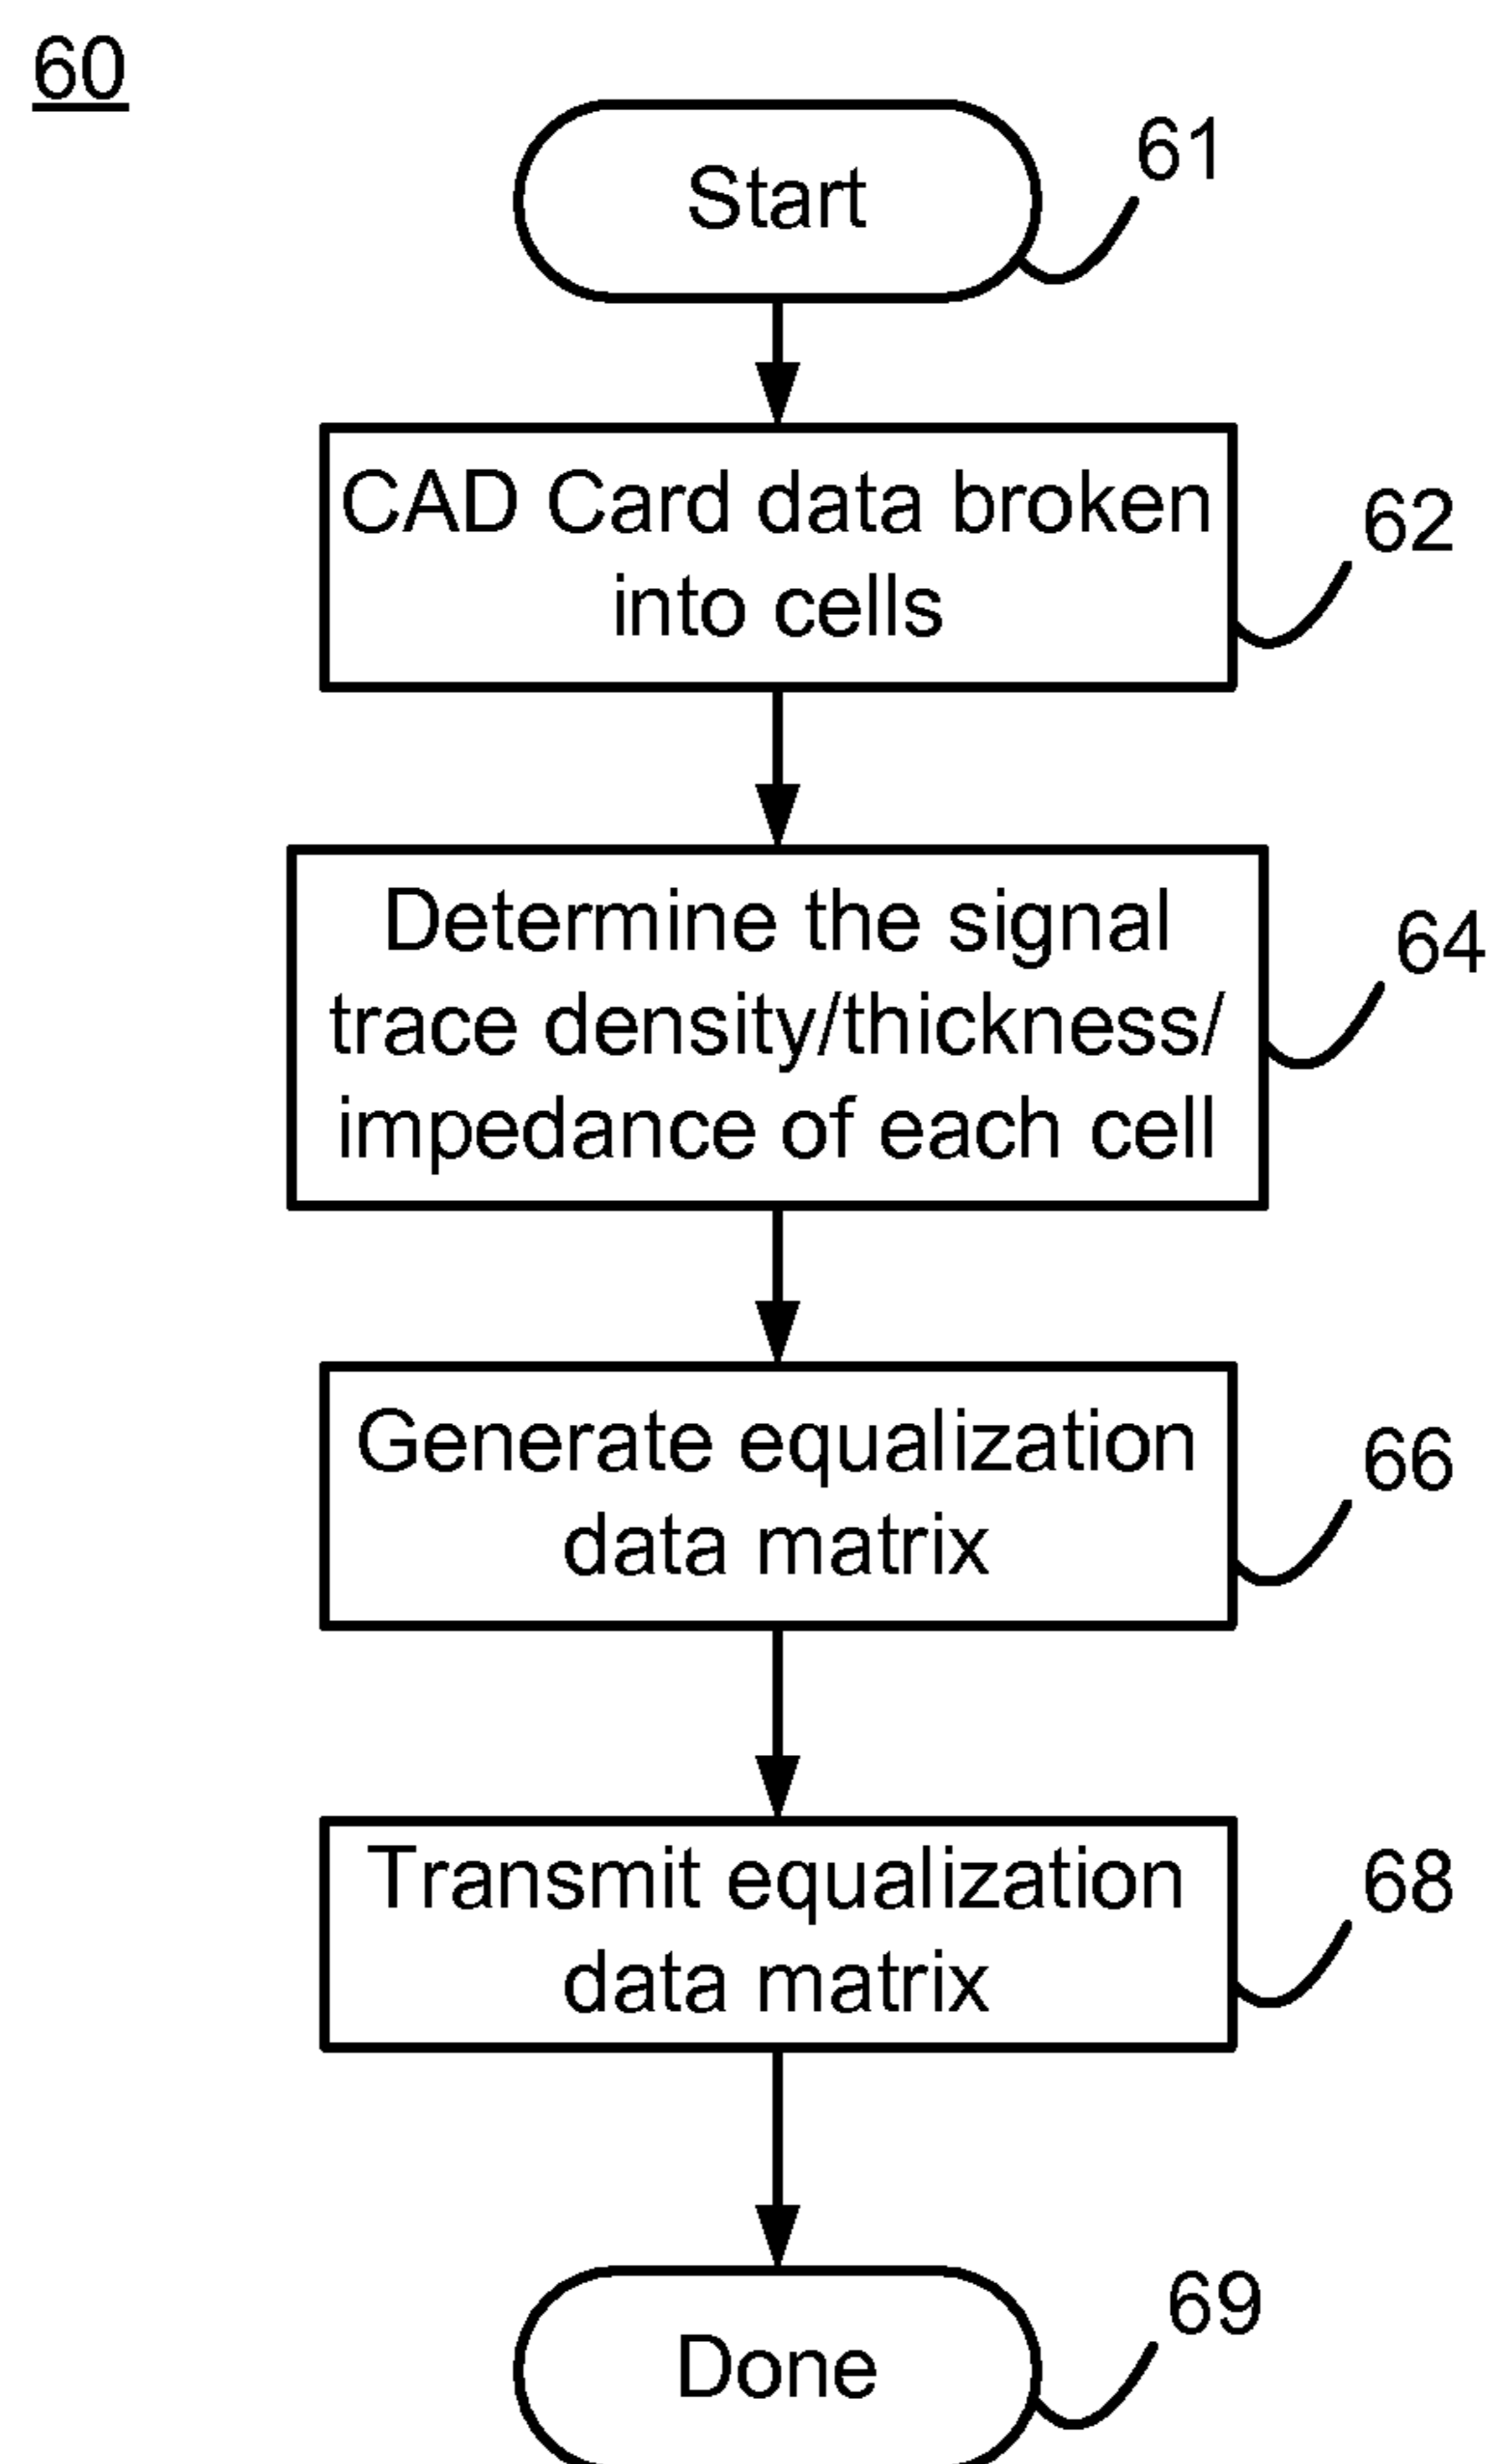 60
Start
61
CAD Card data broken
into cells
62
Determine the signal
trace density/thickness/
impedance of each cell
64
Generate equalization
data matrix
66
Transmit equalization
data matrix
68
Done
69